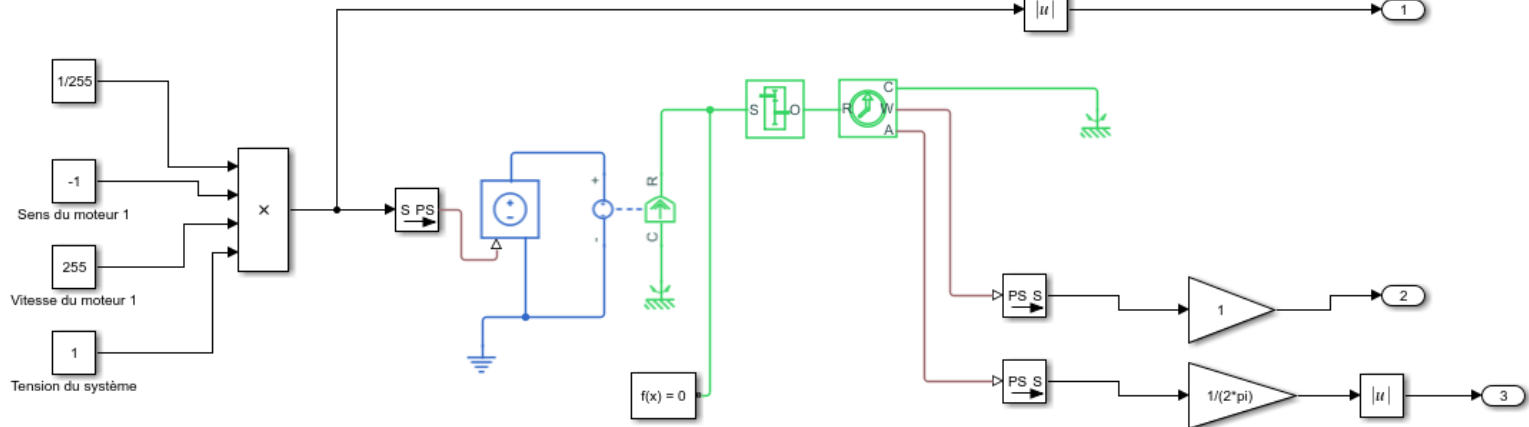 |u|
1
1/255
-1
Sens du moteur 1
255
Vitesse du moteur 1
1
Tension du système
×
S PS
+
-
+
-
R
C
S
O
R
C
W
A
f(x) = 0
PS S
1
2
PS S
1/(2*pi)
|u|
3